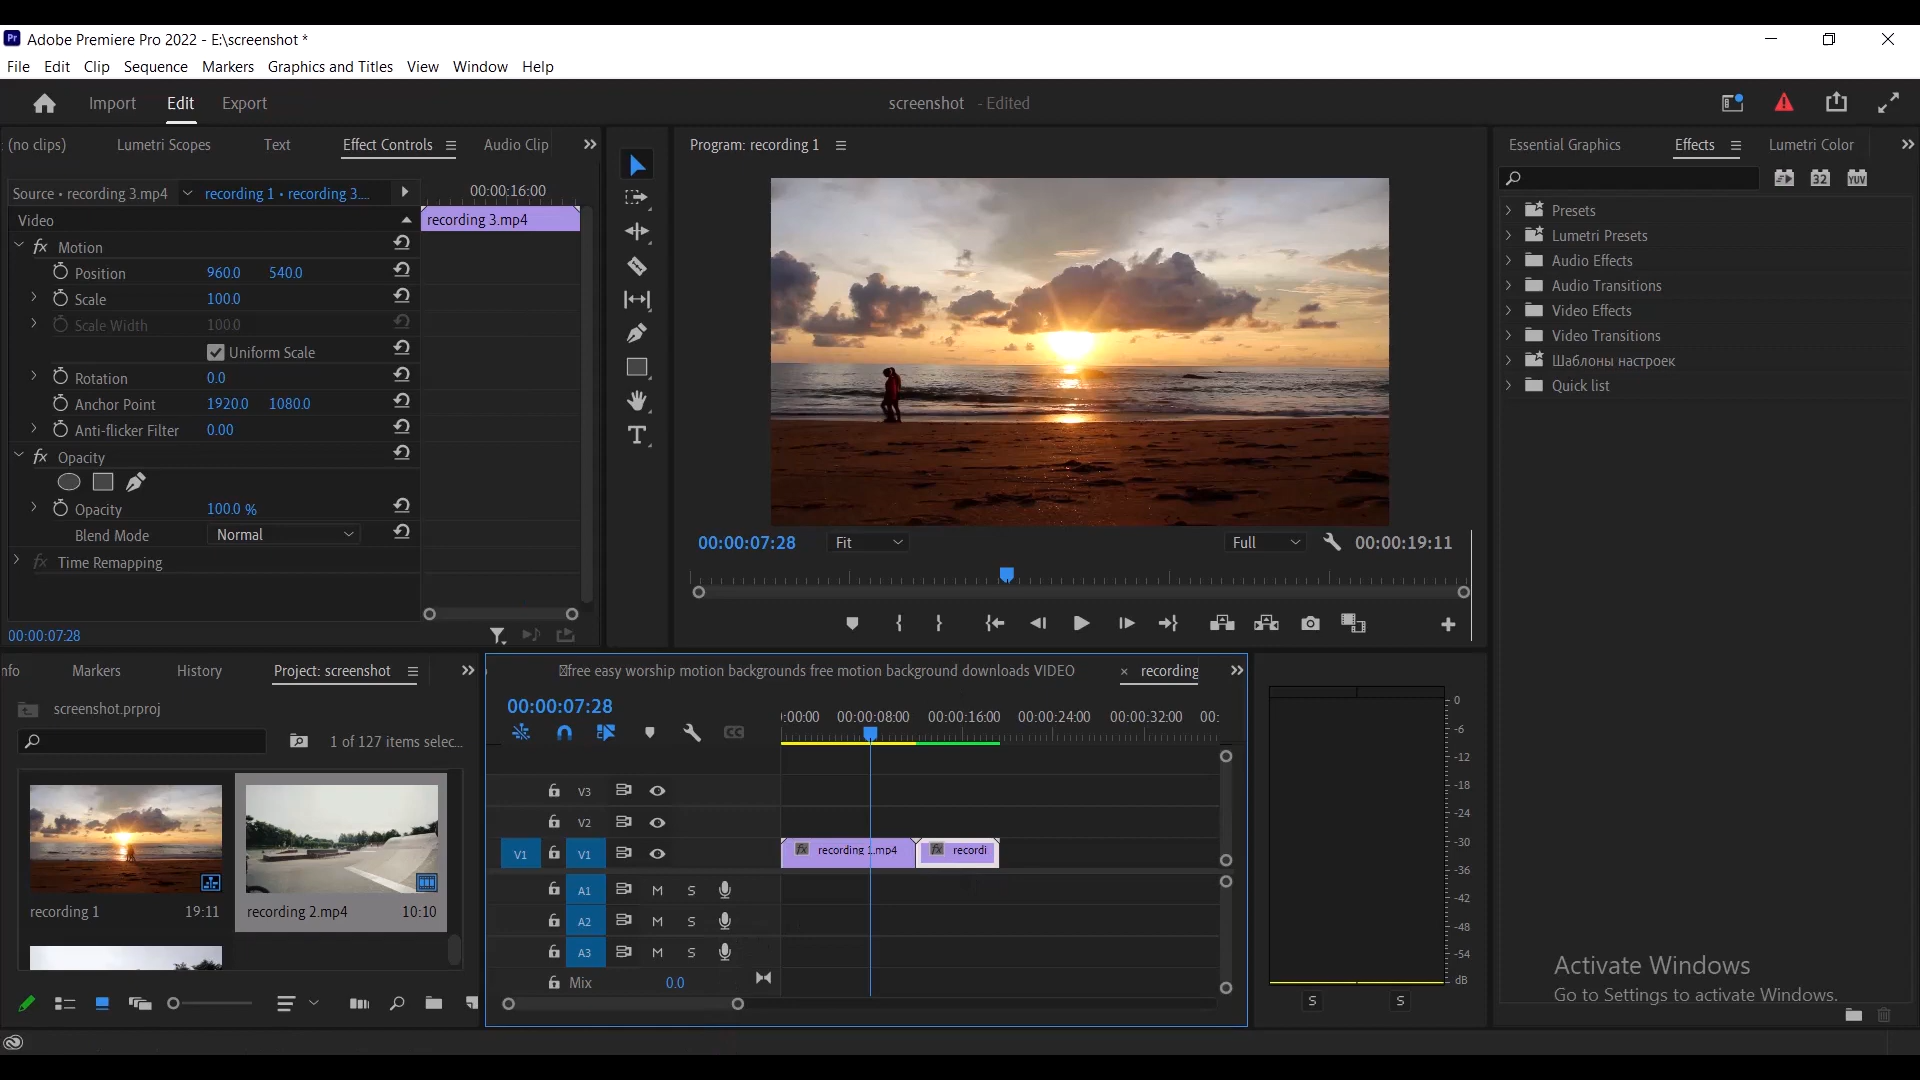 Adobe Premiere Pro 2022 - E:\screenshot *
File Edit Clip Sequence Markers Graphics and Titles View Window Help
Import Edit Export
screenshot - Edited
(no clips) Lumetri Scopes Text Effect Controls Audio Clip
Source • recording 3.mp4 recording 1 • recording 3....
00:00:16:00
Video
recording 3.mp4
Motion
Position 960.0 540.0
Scale 100.0
Scale Width 100.0
Uniform Scale
Rotation 0.0
Anchor Point 1920.0 1080.0
Anti-flicker Filter 0.00
Opacity
Opacity 100.0 %
Blend Mode Normal
Time Remapping
00:00:07:28
Program: recording 1
00:00:07:28 Fit Full 00:00:19:11
Essential Graphics Effects Lumetri Color
32 YUV
Presets
Lumetri Presets
Audio Effects
Audio Transitions
Video Effects
Video Transitions
Шаблоны настроек
Quick list
nfo Markers History Project: screenshot
screenshot.prproj
1 of 127 items selec...
recording 1 19:11
recording 2.mp4 10:10
free easy worship motion backgrounds free motion background downloads VIDEO × recording
00:00:07:28
:00:00 00:00:08:00 00:00:16:00 00:00:24:00 00:00:32:00 00:
V3
V2
V1 V1
recording 1.mp4 recordi
A1 M S
A2 M S
A3 M S
Mix 0.0
0
-6
-12
-18
-24
-30
-36
-42
-48
-54
dB
S S
Activate Windows
Go to Settings to activate Windows.